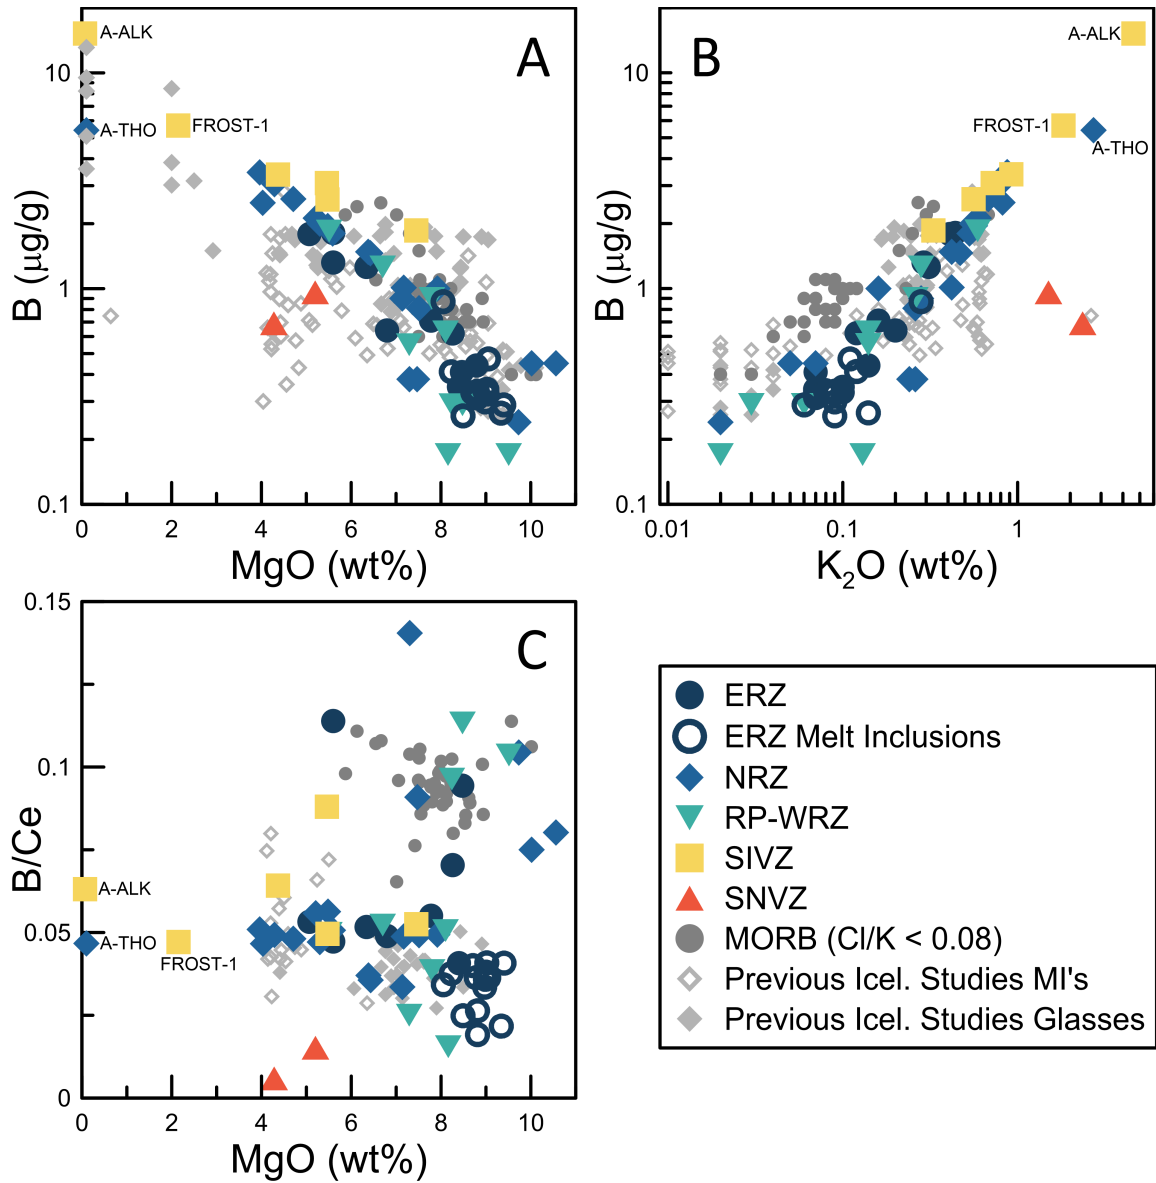 A
A-ALK
10
A-THO
FROST-1
B (μg/g)
1
0.1
0
2
4
6
8
10
MgO (wt%)
B
A-ALK
10
FROST-1
A-THO
B (μg/g)
1
0.1
0.01
0.1
1
K₂O (wt%)
C
0.15
0.1
B/Ce
A-ALK
0.05
A-THO
FROST-1
0
0
2
4
6
8
10
MgO (wt%)
ERZ
ERZ Melt Inclusions
NRZ
RP-WRZ
SIVZ
SNVZ
MORB (Cl/K < 0.08)
Previous Icel. Studies MI's
Previous Icel. Studies Glasses